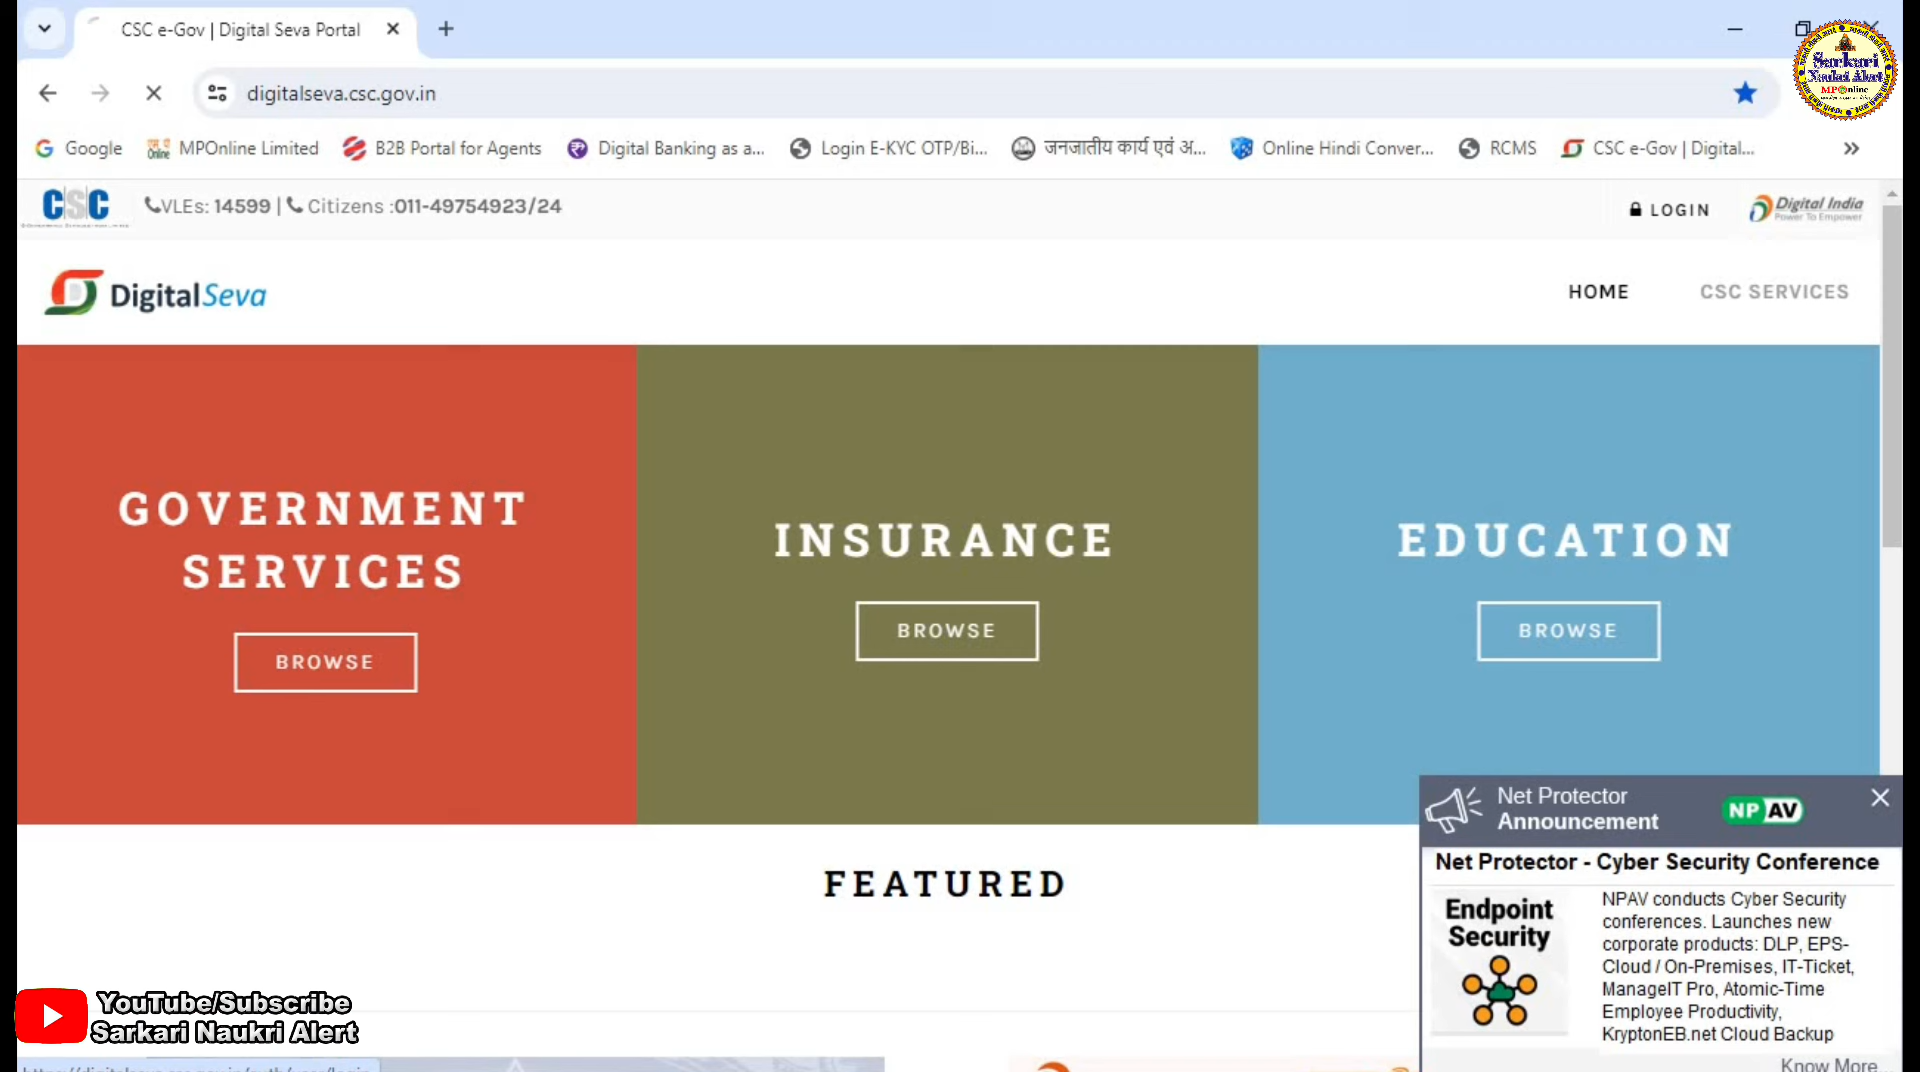 CSC e-Gov | Digital Seva Portal
digitalseva.csc.gov.in
Sarkari
Naukri Alert
MPOnline
Google
MPOnline Limited
B2B Portal for Agents
Digital Banking as a...
Login E-KYC OTP/Bi...
जनजातीय कार्य एवं अ...
Online Hindi Conver...
RCMS
CSC e-Gov | Digital...
CSC
VLEs: 14599 | Citizens :011-49754923/24
LOGIN
Digital India
Power To Empower
DigitalSeva
HOME
CSC SERVICES
GOVERNMENT
SERVICES
BROWSE
INSURANCE
BROWSE
EDUCATION
BROWSE
FEATURED
Net Protector
Announcement
NP AV
Net Protector - Cyber Security Conference
Endpoint
Security
NPAV conducts Cyber Security
conferences. Launches new
corporate products: DLP, EPS-
Cloud / On-Premises, IT-Ticket,
ManageIT Pro, Atomic-Time
Employee Productivity,
KryptonEB.net Cloud Backup
Know More...
YouTube/Subscribe
Sarkari Naukri Alert